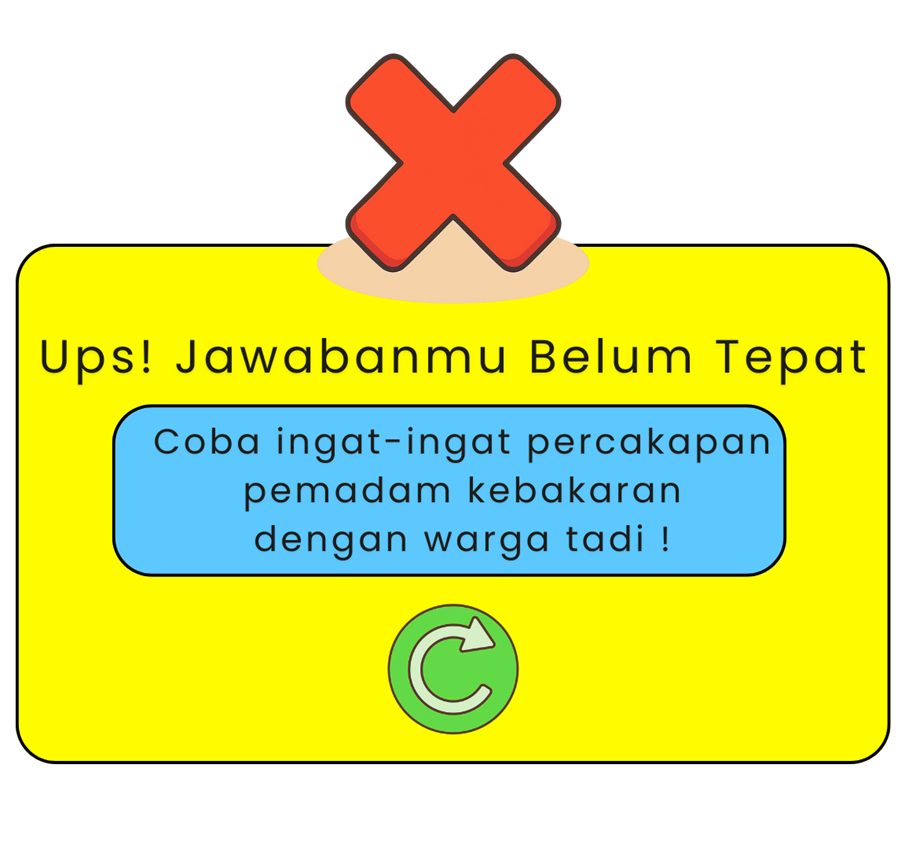 Ups! Jawabanmu Belum Tepat
Coba ingat-ingat percakapan
pemadam kebakaran
dengan warga tadi !